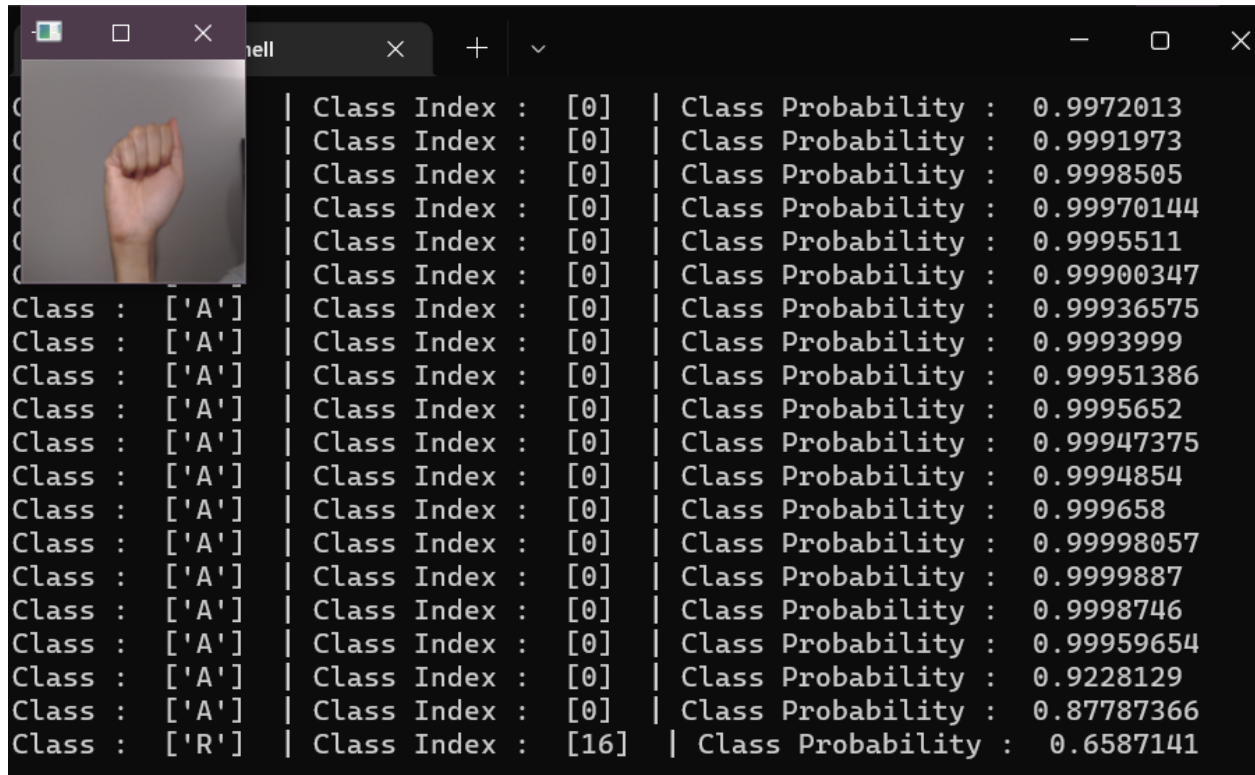 ell
| Class Index : [0] | Class Probability : 0.9972013
| Class Index : [0] | Class Probability : 0.9991973
| Class Index : [0] | Class Probability : 0.9998505
| Class Index : [0] | Class Probability : 0.99970144
| Class Index : [0] | Class Probability : 0.9995511
| Class Index : [0] | Class Probability : 0.99900347
Class : ['A'] | Class Index : [0] | Class Probability : 0.99936575
Class : ['A'] | Class Index : [0] | Class Probability : 0.9993999
Class : ['A'] | Class Index : [0] | Class Probability : 0.99951386
Class : ['A'] | Class Index : [0] | Class Probability : 0.9995652
Class : ['A'] | Class Index : [0] | Class Probability : 0.99947375
Class : ['A'] | Class Index : [0] | Class Probability : 0.9994854
Class : ['A'] | Class Index : [0] | Class Probability : 0.999658
Class : ['A'] | Class Index : [0] | Class Probability : 0.99998057
Class : ['A'] | Class Index : [0] | Class Probability : 0.9999887
Class : ['A'] | Class Index : [0] | Class Probability : 0.9998746
Class : ['A'] | Class Index : [0] | Class Probability : 0.99959654
Class : ['A'] | Class Index : [0] | Class Probability : 0.9228129
Class : ['A'] | Class Index : [0] | Class Probability : 0.87787366
Class : ['R'] | Class Index : [16] | Class Probability : 0.6587141